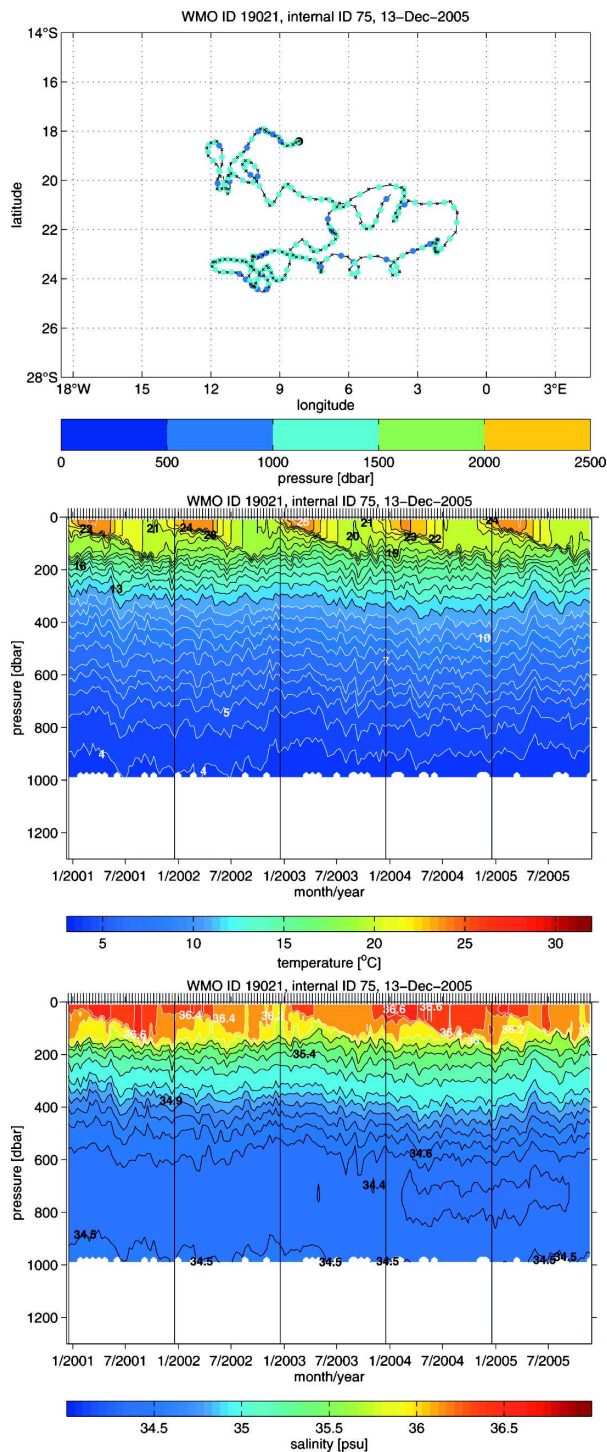 WMO ID 19021, internal ID 75, 13-Dec-2005
14°S
16
18
20
22
24
26
28°S
latitude
18°W 15 12 9 6 3 0 3°E
longitude
0 500 1000 1500 2000 2500
pressure [dbar]
WMO ID 19021, internal ID 75, 13-Dec-2005
0
200
400
600
800
1000
1200
pressure [dbar]
23 21 24 25 21 24
20 23 22
19
16
13
10
7
5
4 4
1/2001 7/2001 1/2002 7/2002 1/2003 7/2003 1/2004 7/2004 1/2005 7/2005
month/year
5 10 15 20 25 30
temperature [°C]
WMO ID 19021, internal ID 75, 13-Dec-2005
0
200
400
600
800
1000
1200
pressure [dbar]
36.4 36.6 36.6
36.6 36.4 36.4 35.2
35.4
34.9
34.6
34.4
34.5
34.5 34.5 34.5 34.5 34.5
1/2001 7/2001 1/2002 7/2002 1/2003 7/2003 1/2004 7/2004 1/2005 7/2005
month/year
34.5 35 35.5 36 36.5
salinity [psu]